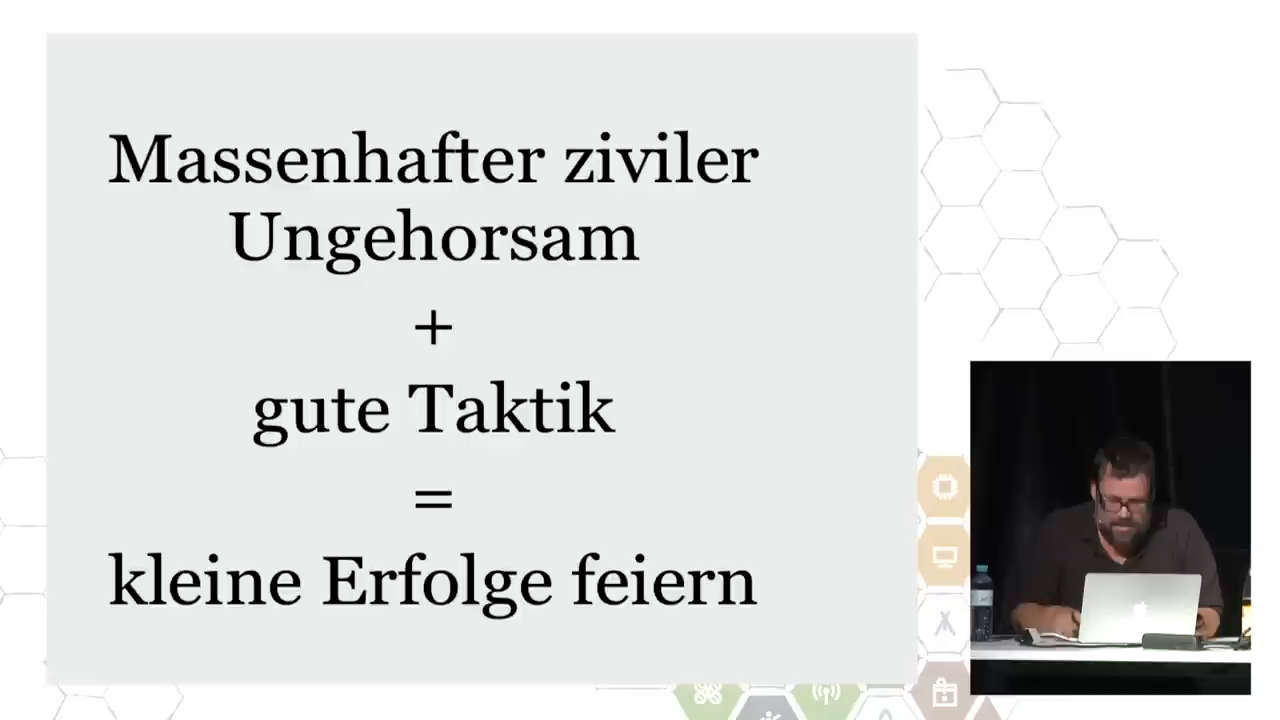 Massenhafter ziviler
Ungehorsam
+
gute Taktik
=
kleine Erfolge feiern